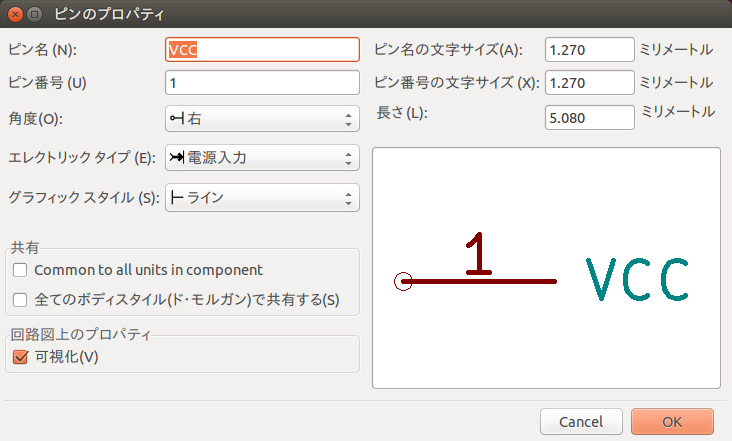 ピンのプロパティ
ピン名 (N): VCC
ピン名の文字サイズ(A): 1.270 ミリメートル
ピン番号 (U) 1
ピン番号の文字サイズ (X): 1.270 ミリメートル
角度(O): 右
長さ(L): 5.080 ミリメートル
エレクトリック タイプ (E): 電源入力
グラフィック スタイル (S): ライン
1 VCC
共有
Common to all units in component
全てのボディスタイル(ド・モルガン)で共有する(S)
回路図上のプロパティ
可視化(V)
Cancel OK